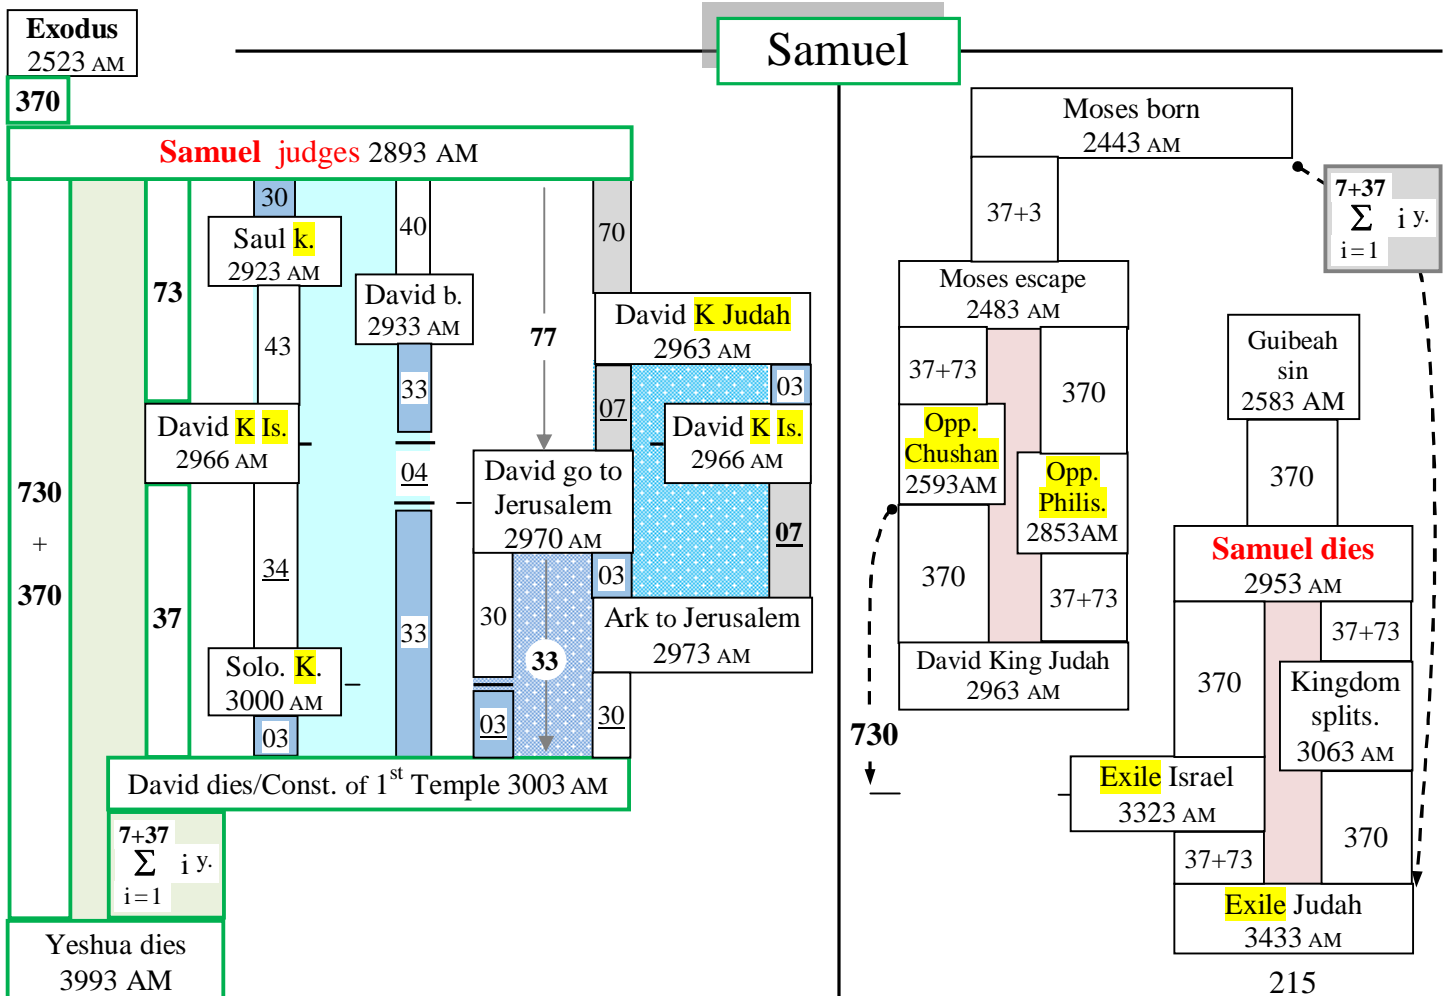 Samuel
Exodus
2523 AM
370
Samuel judges 2893 AM
30
40
70
Saul k.
2923 AM
73
David b.
2933 AM
77
David K Judah
2963 AM
43
33
07
03
David K Is.
2966 AM
David K Is.
2966 AM
04
David go to
Jerusalem
2970 AM
730
+
370
34
37
33
30
33
03
07
Ark to Jerusalem
2973 AM
Solo. K.
3000 AM
03
03
30
David dies/Const. of 1st Temple 3003 AM
7+37
Σ i y.
i = 1
Yeshua dies
3993 AM
Moses born
2443 AM
7+37
Σ i y.
i = 1
37+3
Moses escape
2483 AM
37+73
370
Guibeah
sin
2583 AM
Opp.
Chushan
2593AM
Opp.
Philis.
2853AM
370
370
37+73
Samuel dies
2953 AM
David King Judah
2963 AM
370
37+73
Kingdom
splits.
3063 AM
730
Exile Israel
3323 AM
37+73
370
Exile Judah
3433 AM
215